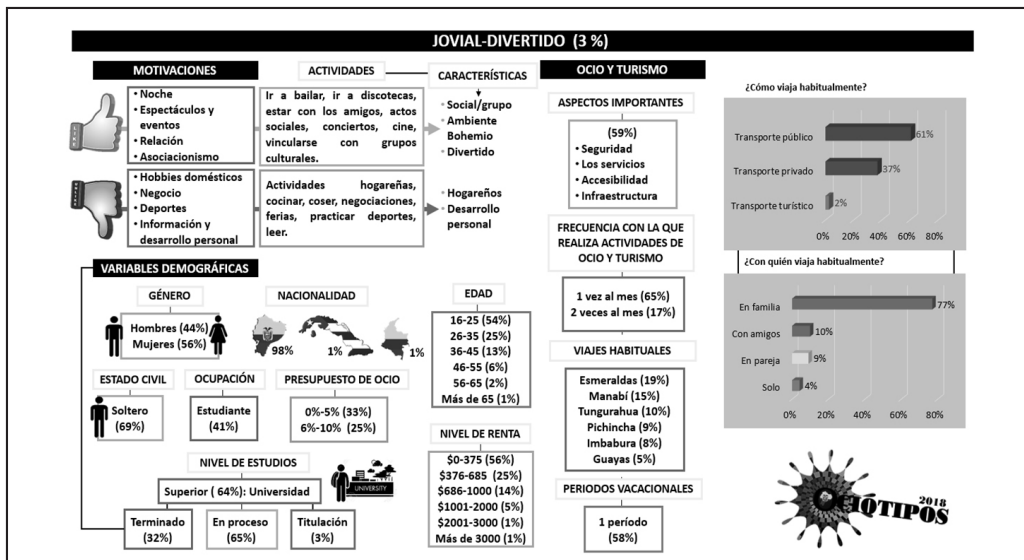 JOVIAL-DIVERTIDO (3 %)
MOTIVACIONES
• Noche
• Espectáculos y
eventos
• Relación
• Asociacionismo
• Hobbies domésticos
• Negocio
• Deportes
• Información y
desarrollo personal
ACTIVIDADES
Ir a bailar, ir a discotecas,
estar con los amigos, actos
sociales, conciertos, cine,
vincularse con grupos
culturales.
Actividades hogareñas,
cocinar, coser, negociaciones,
ferias, practicar deportes,
leer.
CARACTERÍSTICAS
• Social/grupo
• Ambiente
Bohemio
• Divertido
• Hogareños
• Desarrollo
personal
VARIABLES DEMOGRÁFICAS
GÉNERO
Hombres (44%)
Mujeres (56%)
NACIONALIDAD
98%
1%
1%
EDAD
16-25 (54%)
26-35 (25%)
36-45 (13%)
46-55 (6%)
56-65 (2%)
Más de 65 (1%)
ESTADO CIVIL
Soltero
(69%)
OCUPACIÓN
Estudiante
(41%)
PRESUPUESTO DE OCIO
0%-5% (33%)
6%-10% (25%)
NIVEL DE RENTA
$0-375 (56%)
$376-685 (25%)
$686-1000 (14%)
$1001-2000 (5%)
$2001-3000 (1%)
Más de 3000 (1%)
NIVEL DE ESTUDIOS
UNIVERSITY
Superior ( 64%): Universidad
Terminado
(32%)
En proceso
(65%)
Titulación
(3%)
OCIO Y TURISMO
ASPECTOS IMPORTANTES
(59%)
• Seguridad
• Los servicios
• Accesibilidad
• Infraestructura
FRECUENCIA CON LA QUE
REALIZA ACTIVIDADES DE
OCIO Y TURISMO
1 vez al mes (65%)
2 veces al mes (17%)
VIAJES HABITUALES
Esmeraldas (19%)
Manabí (15%)
Tungurahua (10%)
Pichincha (9%)
Imbabura (8%)
Guayas (5%)
PERIODOS VACACIONALES
1 período
(58%)
¿Cómo viaja habitualmente?
Transporte público 61%
Transporte privado 37%
Transporte turístico 2%
0% 20% 40% 60% 80%
¿Con quién viaja habitualmente?
En familia 77%
Con amigos 10%
En pareja 9%
Solo 4%
0% 20% 40% 60% 80%
2018
OCIQTIPOS